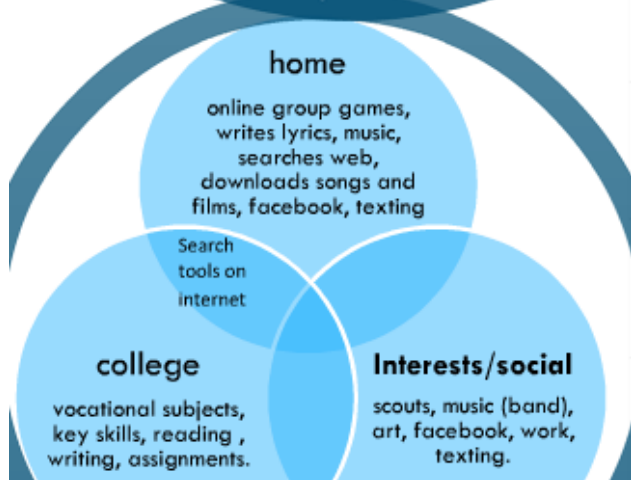 home
online group games,
writes lyrics, music,
searches web,
downloads songs and
films, facebook, texting
Search
tools on
internet
college
vocational subjects,
key skills, reading ,
writing, assignments.
Interests/social
scouts, music (band),
art, facebook, work,
texting.